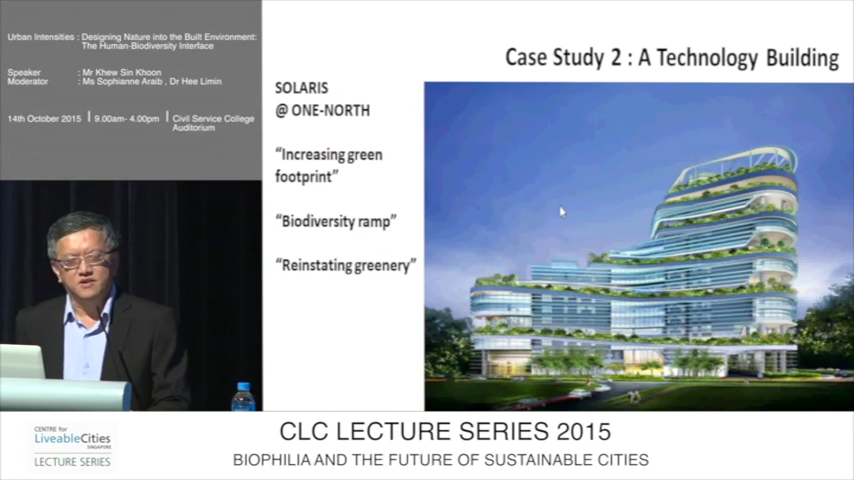 Urban Intensities : Designing Nature into the Built Environment:
The Human-Biodiversity Interface
Speaker : Mr Khew Sin Khoon
Moderator : Ms Sophianne Araib , Dr Hee Limin
14th October 2015 | 9.00am- 4.00pm | Civil Service College
Auditorium
Case Study 2 : A Technology Building
SOLARIS
@ ONE-NORTH
“Increasing green
footprint”
“Biodiversity ramp”
“Reinstating greenery”
CENTRE for
LiveableCities
SINGAPORE
LECTURE SERIES
CLC LECTURE SERIES 2015
BIOPHILIA AND THE FUTURE OF SUSTAINABLE CITIES